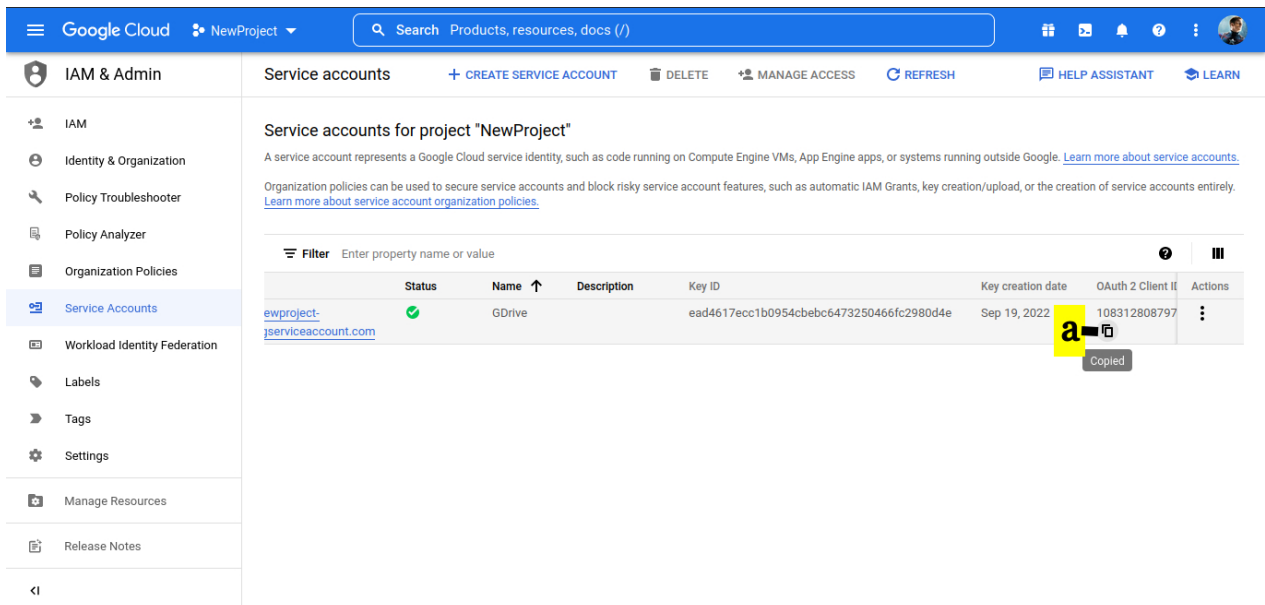 Google Cloud NewProject Search Products, resources, docs (/)
IAM & Admin
Service accounts + CREATE SERVICE ACCOUNT DELETE MANAGE ACCESS REFRESH HELP ASSISTANT LEARN
IAM
Identity & Organization
Policy Troubleshooter
Policy Analyzer
Organization Policies
Service Accounts
Workload Identity Federation
Labels
Tags
Settings
Manage Resources
Release Notes
Service accounts for project "NewProject"
A service account represents a Google Cloud service identity, such as code running on Compute Engine VMs, App Engine apps, or systems running outside Google. Learn more about service accounts.
Organization policies can be used to secure service accounts and block risky service account features, such as automatic IAM Grants, key creation/upload, or the creation of service accounts entirely.
Learn more about service account organization policies.
Filter Enter property name or value
Status Name Description Key ID Key creation date OAuth 2 Client ID Actions
ewproject- GDrive ead4617ecc1b0954cbebc6473250466fc2980d4e Sep 19, 2022 108312808797
gserviceaccount.com
a
Copied